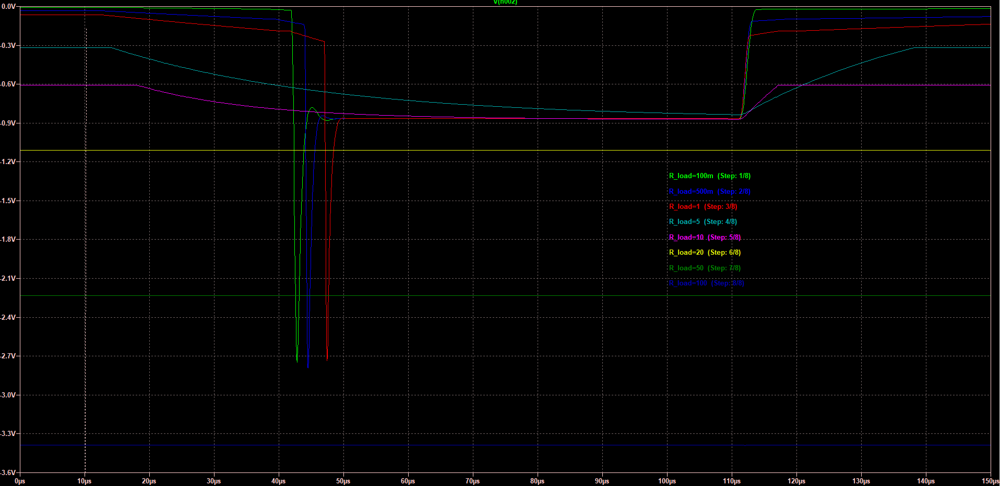 V(n002)
0.0V
-0.3V
-0.6V
-0.9V
-1.2V
-1.5V
-1.8V
-2.1V
-2.4V
-2.7V
-3.0V
-3.3V
-3.6V
R_load=100m (Step: 1/8)
R_load=500m (Step: 2/8)
R_load=1 (Step: 3/8)
R_load=5 (Step: 4/8)
R_load=10 (Step: 5/8)
R_load=20 (Step: 6/8)
R_load=50 (Step: 7/8)
R_load=100 (Step: 8/8)
0µs 10µs 20µs 30µs 40µs 50µs 60µs 70µs 80µs 90µs 100µs 110µs 120µs 130µs 140µs 150µs